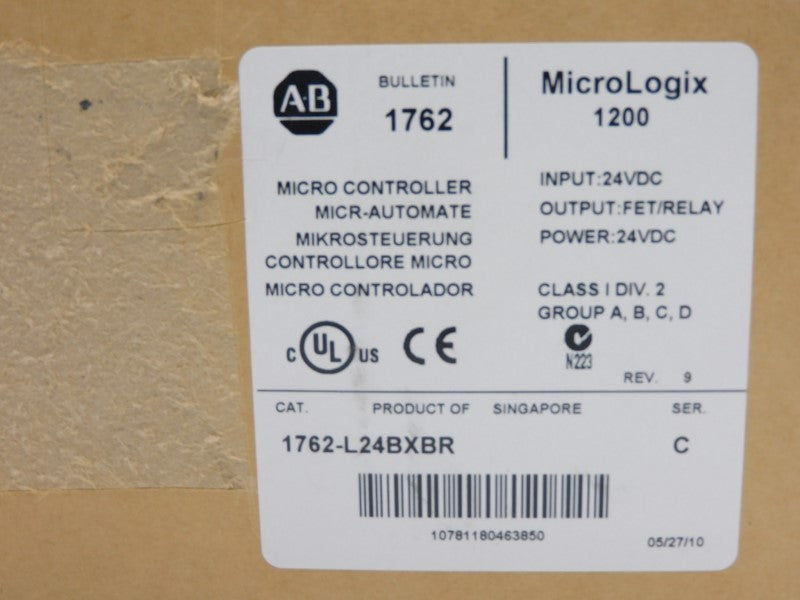 A-B
BULLETIN
1762
MicroLogix
1200
MICRO CONTROLLER
MICR-AUTOMATE
MIKROSTEUERUNG
CONTROLLORE MICRO
MICRO CONTROLADOR
INPUT:24VDC
OUTPUT:FET/RELAY
POWER:24VDC
CLASS I DIV. 2
GROUP A, B, C, D
C UL US CE
N223
REV. 9
CAT. PRODUCT OF SINGAPORE SER.
1762-L24BXBR C
10781180463850
05/27/10